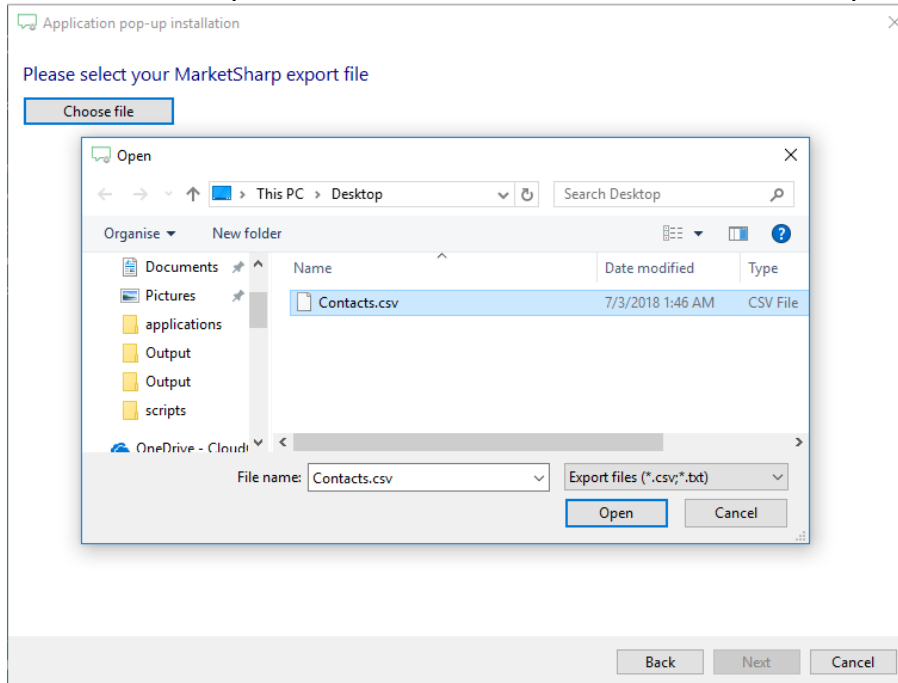 Application pop-up installation
Please select your MarketSharp export file
Choose file
Open
This PC > Desktop
Search Desktop
Organise
New folder
Name
Date modified
Type
Documents
Pictures
applications
Output
Output
scripts
OneDrive - Cloud
Contacts.csv
7/3/2018 1:46 AM
CSV File
File name:
Contacts.csv
Export files (*.csv;*.txt)
Open
Cancel
Back
Next
Cancel